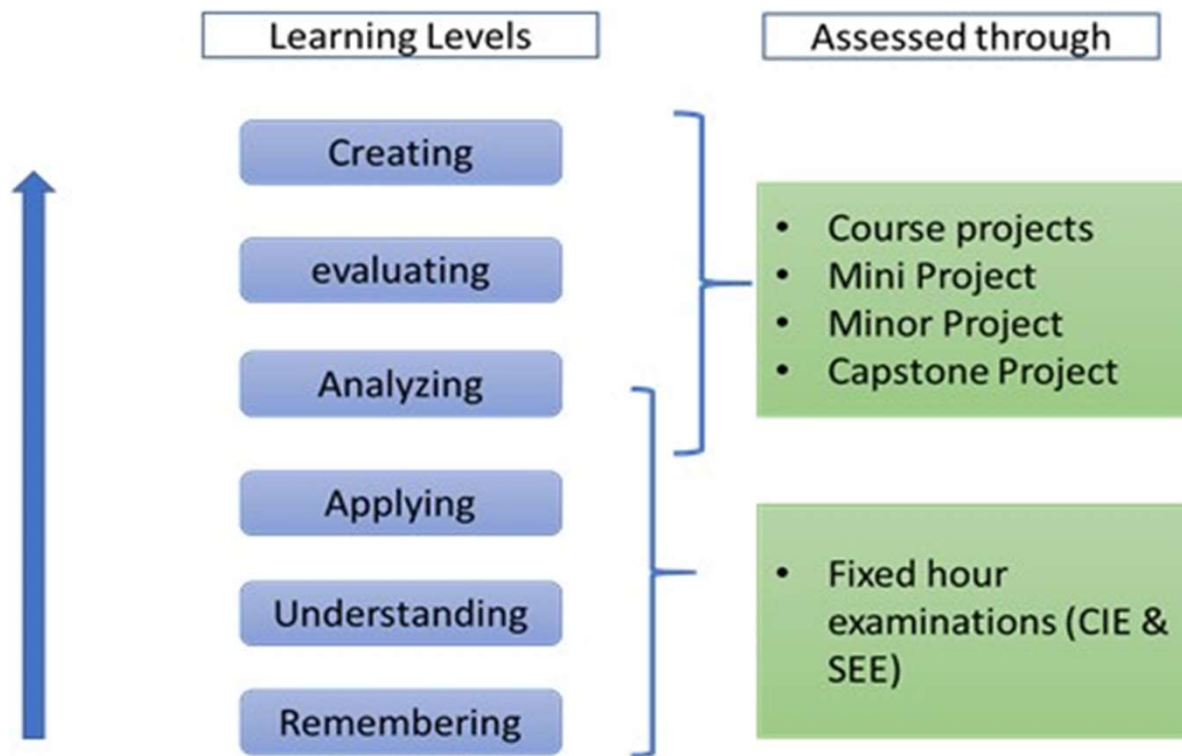 Learning Levels
Assessed through
Creating
evaluating
Analyzing
Applying
Understanding
Remembering
• Course projects
• Mini Project
• Minor Project
• Capstone Project
• Fixed hour
examinations (CIE &
SEE)